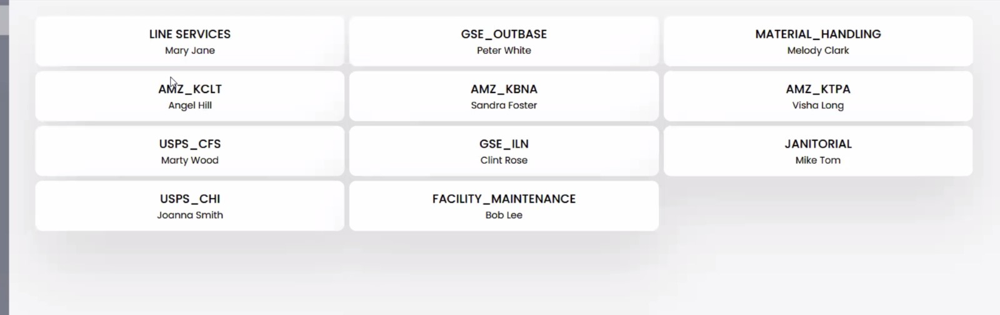 LINE SERVICES
Mary Jane
GSE_OUTBASE
Peter White
MATERIAL_HANDLING
Melody Clark
AMZ_KCLT
Angel Hill
AMZ_KBNA
Sandra Foster
AMZ_KTPA
Visha Long
USPS_CFS
Marty Wood
GSE_ILN
Clint Rose
JANITORIAL
Mike Tom
USPS_CHI
Joanna Smith
FACILITY_MAINTENANCE
Bob Lee